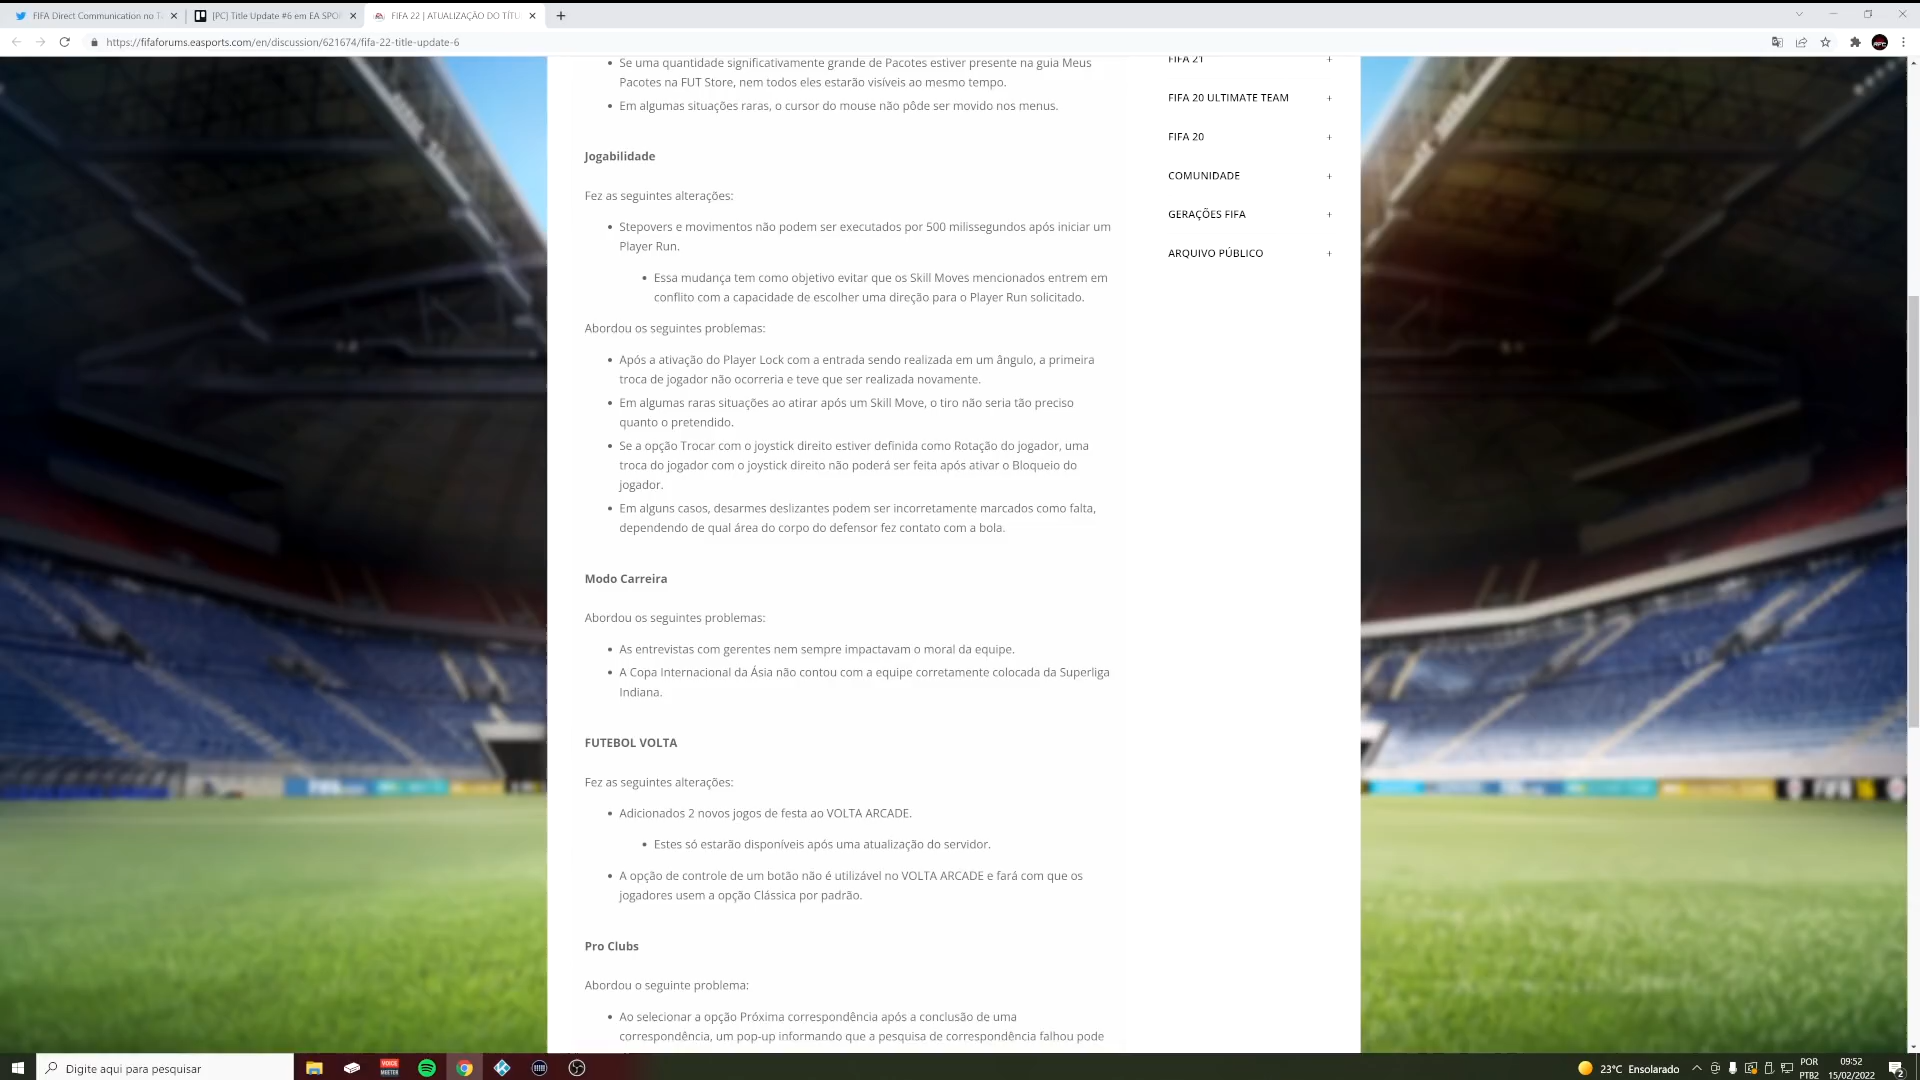 FIFA Direct Communication no T
[PC] Title Update #6 em EA SPO
FIFA 22 | ATUALIZAÇÃO DO TÍTU
https://fifaforums.easports.com/en/discussion/621674/fifa-22-title-update-6
Se uma quantidade significativamente grande de Pacotes estiver presente na guia Meus
Pacotes na FUT Store, nem todos eles estarão visíveis ao mesmo tempo.
Em algumas situações raras, o cursor do mouse não pôde ser movido nos menus.
Jogabilidade
Fez as seguintes alterações:
Stepovers e movimentos não podem ser executados por 500 milissegundos após iniciar um
Player Run.
Essa mudança tem como objetivo evitar que os Skill Moves mencionados entrem em
conflito com a capacidade de escolher uma direção para o Player Run solicitado.
Abordou os seguintes problemas:
Após a ativação do Player Lock com a entrada sendo realizada em um ângulo, a primeira
troca de jogador não ocorreria e teve que ser realizada novamente.
Em algumas raras situações ao atirar após um Skill Move, o tiro não seria tão preciso
quanto o pretendido.
Se a opção Trocar com o joystick direito estiver definida como Rotação do jogador, uma
troca do jogador com o joystick direito não poderá ser feita após ativar o Bloqueio do
jogador.
Em alguns casos, desarmes deslizantes podem ser incorretamente marcados como falta,
dependendo de qual área do corpo do defensor fez contato com a bola.
Modo Carreira
Abordou os seguintes problemas:
As entrevistas com gerentes nem sempre impactavam o moral da equipe.
A Copa Internacional da Ásia não contou com a equipe corretamente colocada da Superliga
Indiana.
FUTEBOL VOLTA
Fez as seguintes alterações:
Adicionados 2 novos jogos de festa ao VOLTA ARCADE.
Estes só estarão disponíveis após uma atualização do servidor.
A opção de controle de um botão não é utilizável no VOLTA ARCADE e fará com que os
jogadores usem a opção Clássica por padrão.
Pro Clubs
Abordou o seguinte problema:
Ao selecionar a opção Próxima correspondência após a conclusão de uma
correspondência, um pop-up informando que a pesquisa de correspondência falhou pode
FIFA 21 +
FIFA 20 ULTIMATE TEAM +
FIFA 20 +
COMUNIDADE +
GERAÇÕES FIFA +
ARQUIVO PÚBLICO +
Digite aqui para pesquisar
VOICE
MEETER
23°C Ensolarado
POR
PTB2
09:52
15/02/2022
2